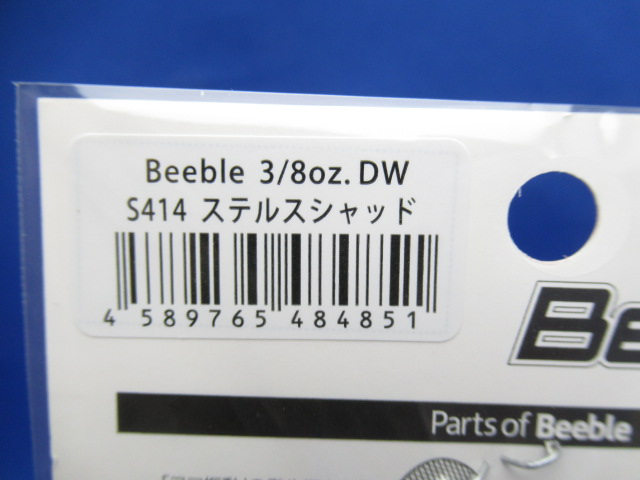 Beeble 3/8oz. DW
S414 ステルスシャッド
4 589765 484851
Be
Parts of Beeble